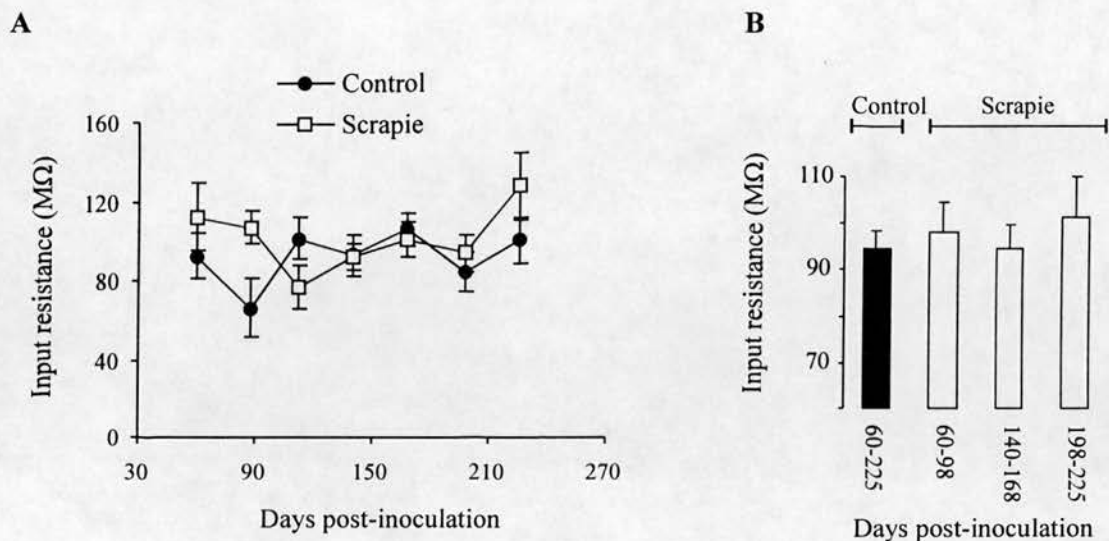 A
Control
Scrapie
Input resistance (MΩ)
160
120
80
40
0
30 90 150 210 270
Days post-inoculation
B
Control Scrapie
Input resistance (MΩ)
110
90
70
60-225
60-98
140-168
198-225
Days post-inoculation